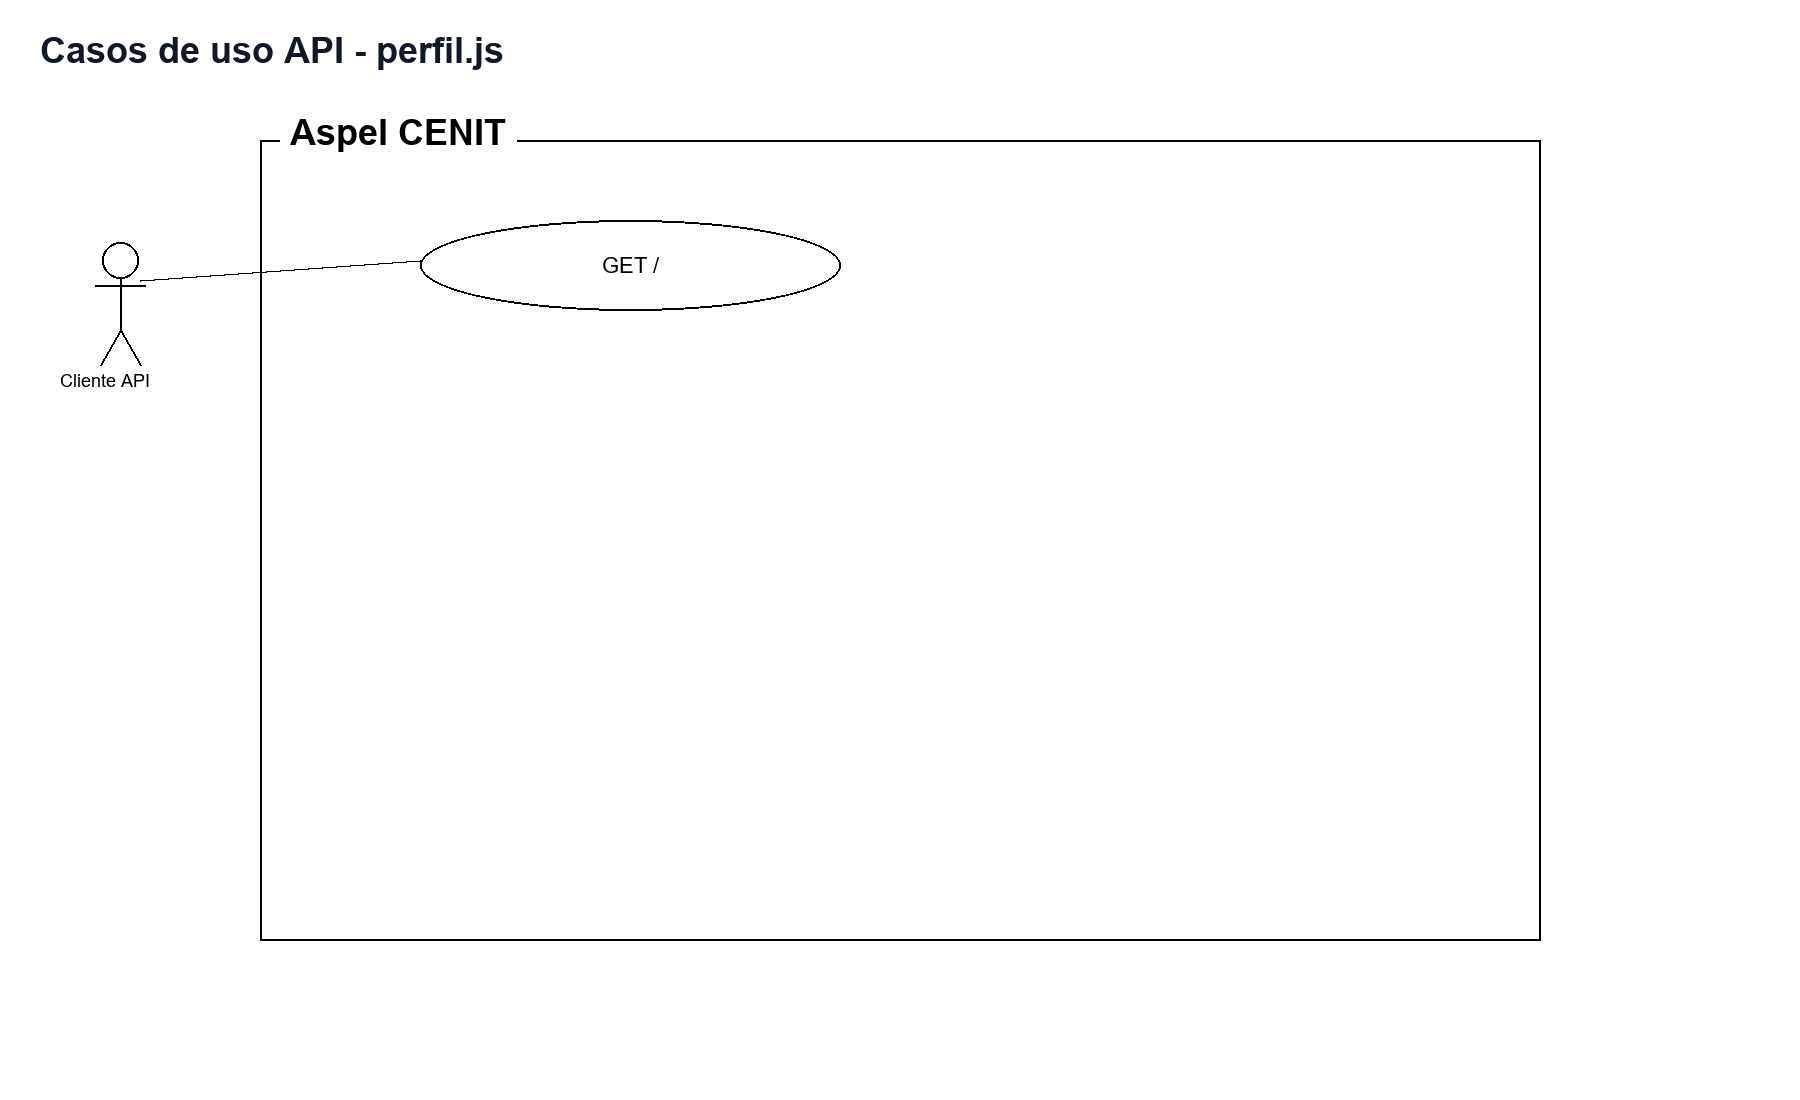 Casos de uso API - perfil.js
Aspel CENIT
GET /
Cliente API